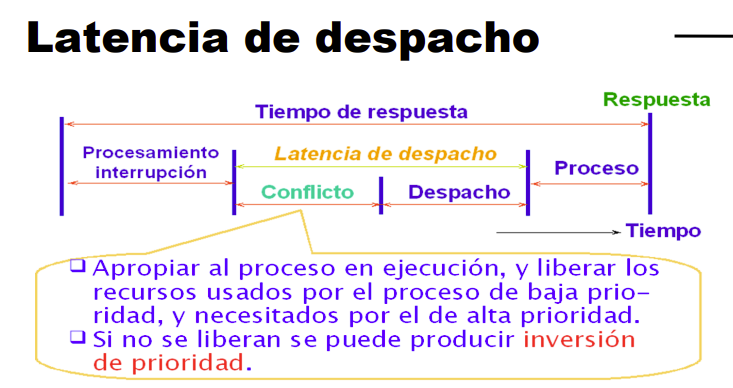 Latencia de despacho
Respuesta
Tiempo de respuesta
Procesamiento
interrupción
Latencia de despacho
Proceso
Conflicto
Despacho
Tiempo
❑ Apropiar al proceso en ejecución, y liberar los
recursos usados por el proceso de baja prio–
ridad, y necesitados por el de alta prioridad.
❑ Si no se liberan se puede producir inversión
de prioridad.